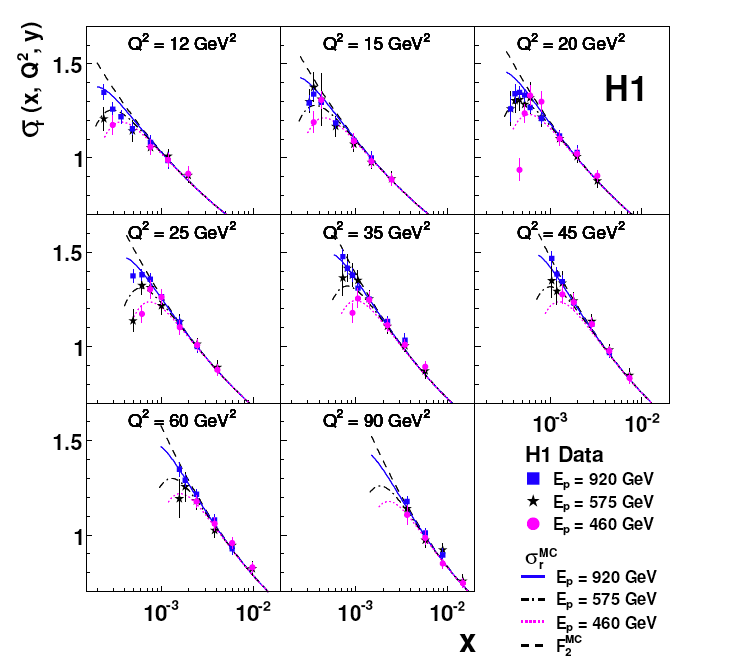 σr (x, Q², y)
Q² = 12 GeV²
Q² = 15 GeV²
Q² = 20 GeV²
H1
1.5
1
Q² = 25 GeV²
Q² = 35 GeV²
Q² = 45 GeV²
1.5
1
10⁻³ 10⁻²
Q² = 60 GeV²
Q² = 90 GeV²
1.5
1
10⁻³ 10⁻²
10⁻³ 10⁻²
x
H1 Data
Eₚ = 920 GeV
Eₚ = 575 GeV
Eₚ = 460 GeV
σᵣᴹᶜ
Eₚ = 920 GeV
Eₚ = 575 GeV
Eₚ = 460 GeV
F₂ᴹᶜ